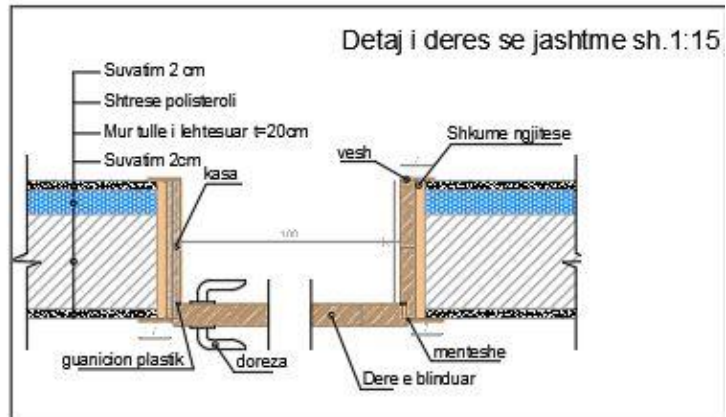 Detaj i deres se jashtme sh.1:15
Suvatim 2 cm
Shtrese polisteroli
Mur tulle i lehtesuar t=20cm
Suvatim 2cm
kasa
vesh
Shkume ngjitese
100
guanicion plastik
doreza
Dere e blinduar
menteshe